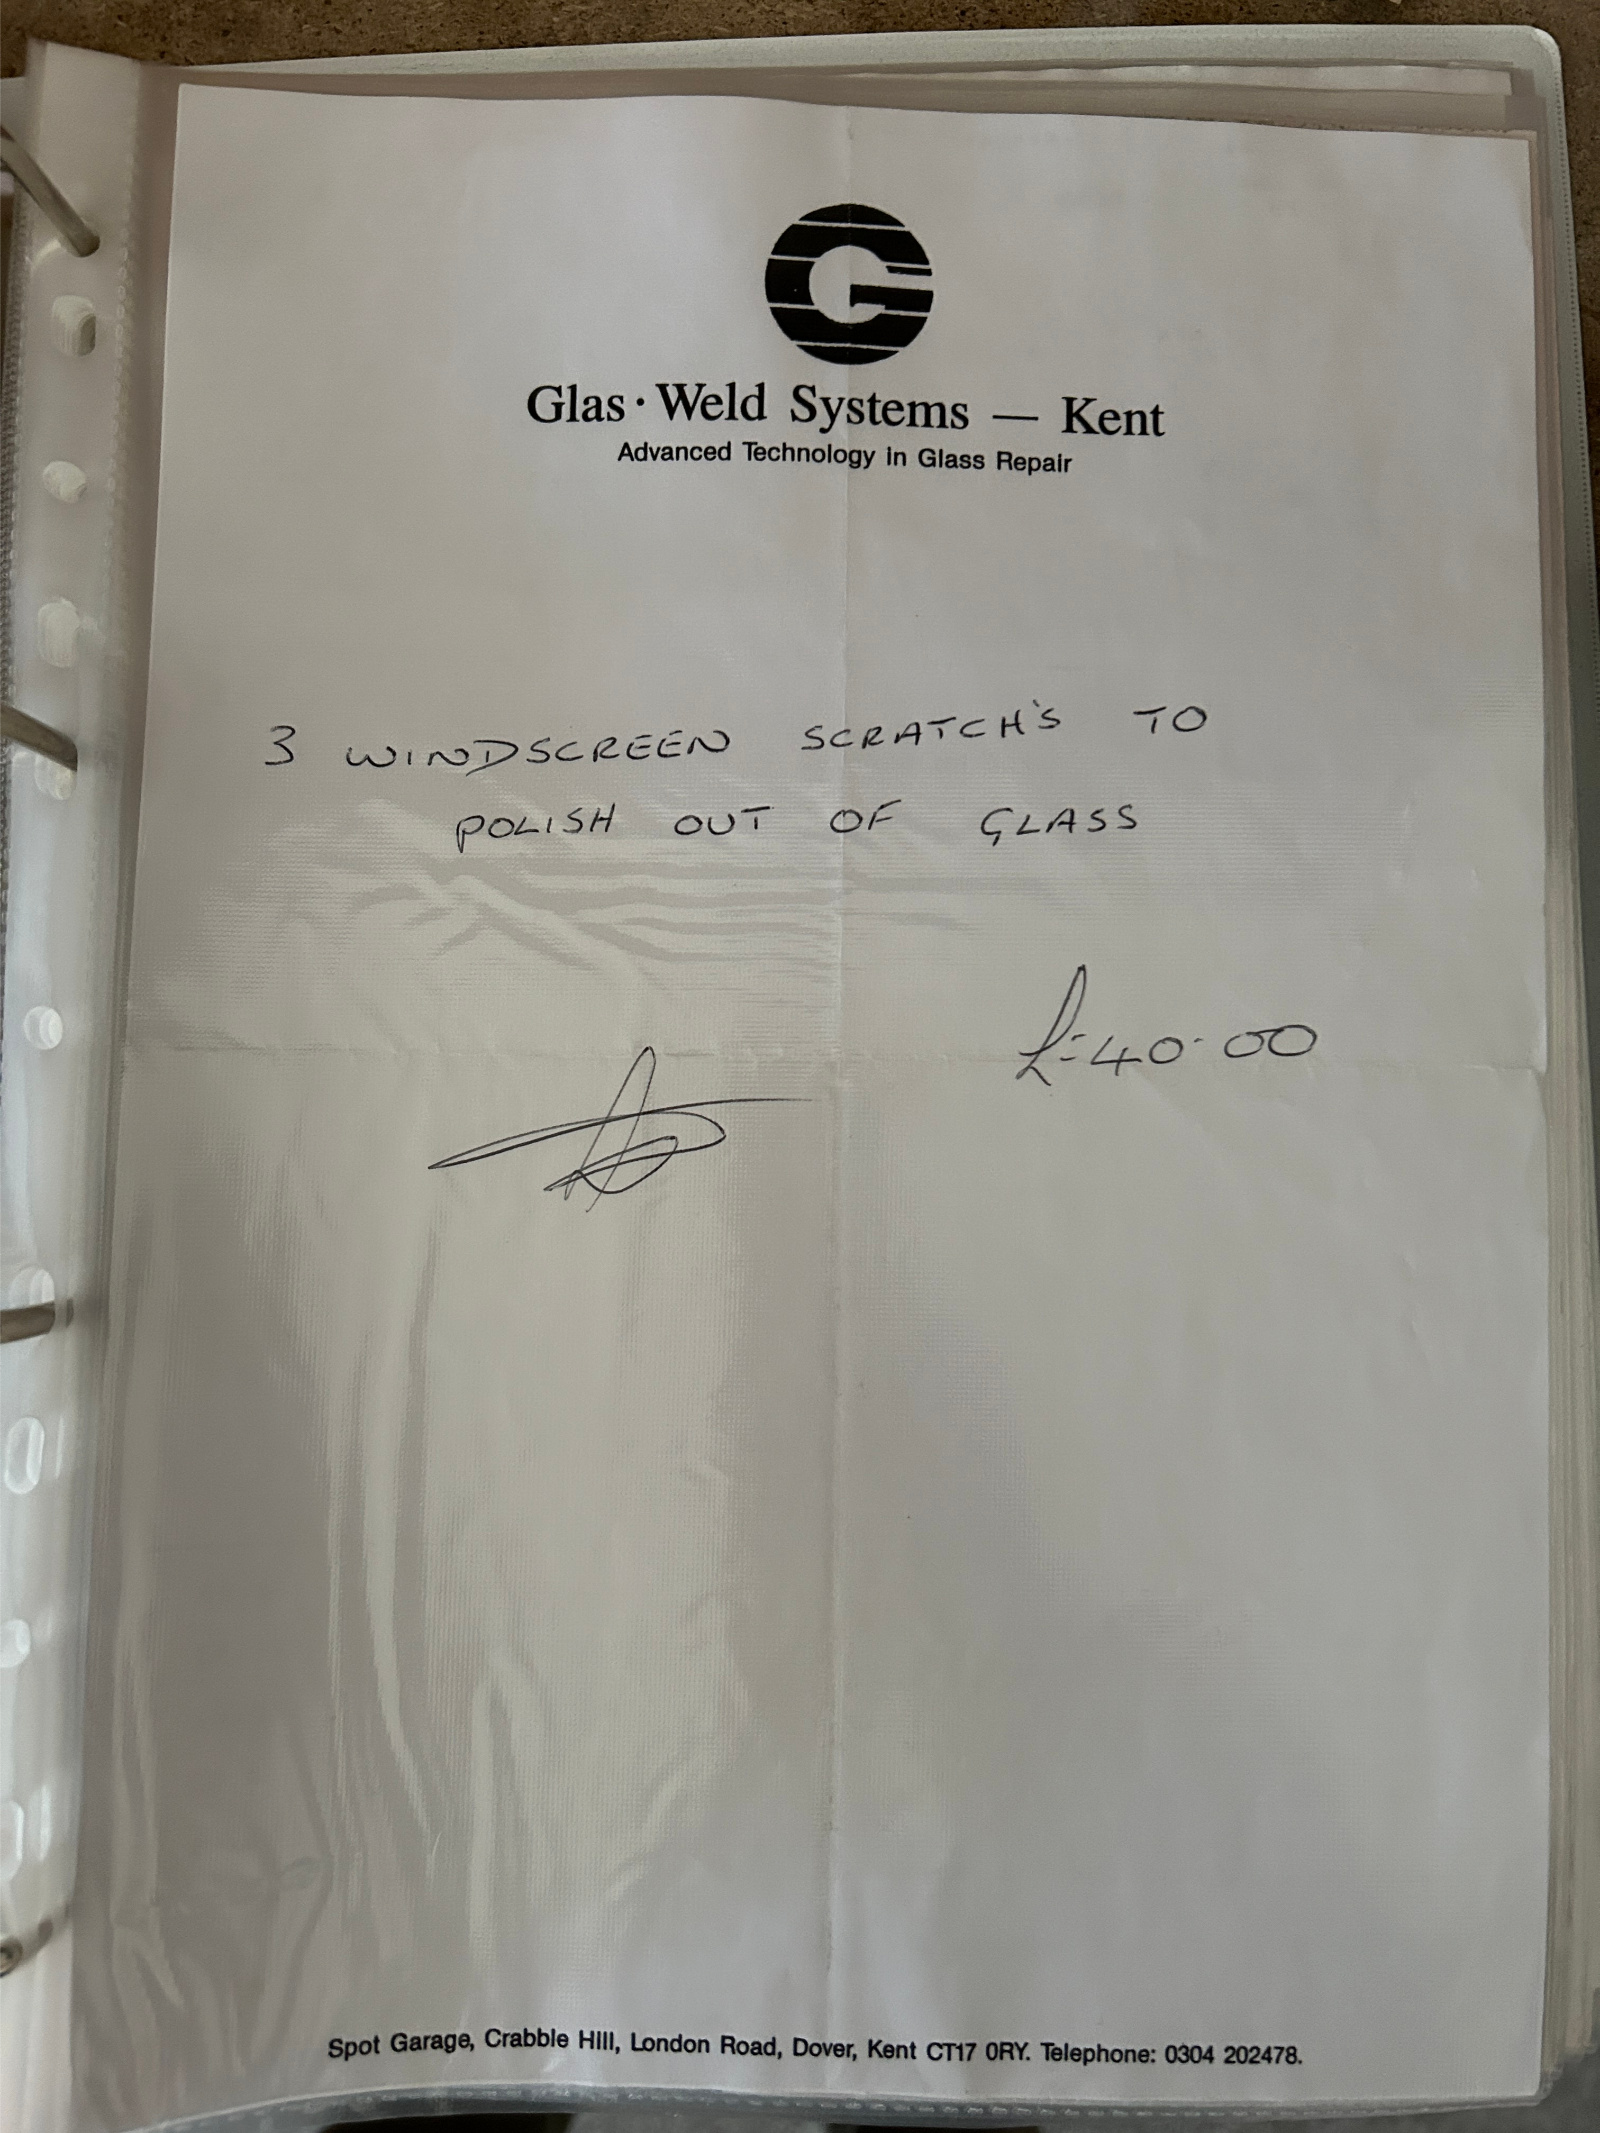 G
Glas·Weld Systems — Kent
Advanced Technology in Glass Repair
3 WINDSCREEN SCRATCH'S TO
POLISH OUT OF GLASS
£=40·00
Spot Garage, Crabble Hill, London Road, Dover, Kent CT17 0RY. Telephone: 0304 202478.